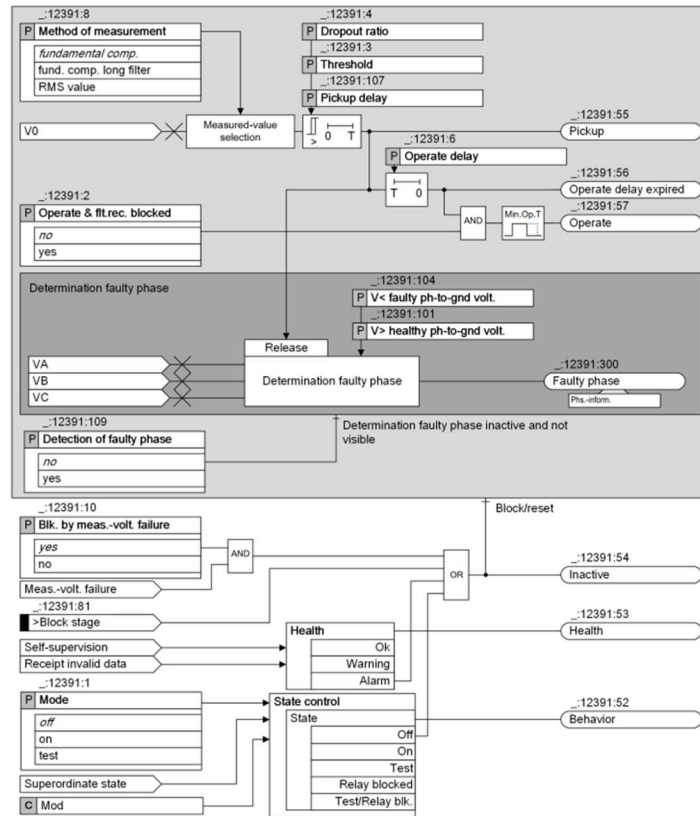 _:12391:8
P Method of measurement
fundamental comp.
fund. comp. long filter
RMS value
_:12391:4
P Dropout ratio
_:12391:3
P Threshold
_:12391:107
P Pickup delay
V0
Measured-value
selection
> 0 T
_:12391:55
Pickup
_:12391:6
P Operate delay
T 0
_:12391:56
Operate delay expired
_:12391:2
P Operate & flt.rec. blocked
no
yes
AND
Min.Op.T
_:12391:57
Operate
Determination faulty phase
_:12391:104
P V< faulty ph-to-gnd volt.
_:12391:101
P V> healthy ph-to-gnd volt.
Release
VA
VB
VC
Determination faulty phase
_:12391:300
Faulty phase
Phs.-inform.
_:12391:109
P Detection of faulty phase
no
yes
Determination faulty phase inactive and not
visible
_:12391:10
P Blk. by meas.-volt. failure
yes
no
Meas.-volt. failure
AND
Block/reset
OR
_:12391:54
Inactive
_:12391:81
>Block stage
Self-supervision
Receipt invalid data
Health
Ok
Warning
Alarm
_:12391:53
Health
_:12391:1
P Mode
off
on
test
Superordinate state
C Mod
State control
State
Off
On
Test
Relay blocked
Test/Relay blk.
_:12391:52
Behavior